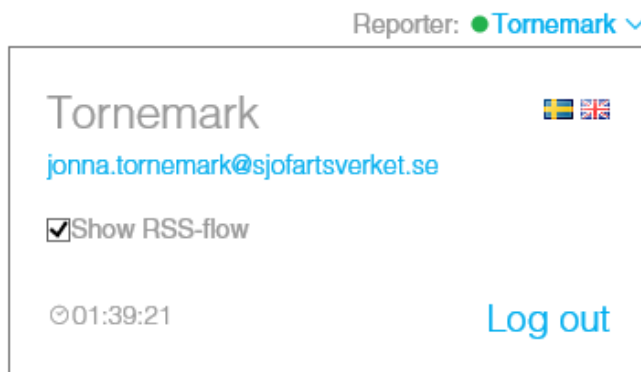 Reporter: Tornemark
Tornemark
jonna.tornemark@sjofartsverket.se
Show RSS-flow
01:39:21
Log out